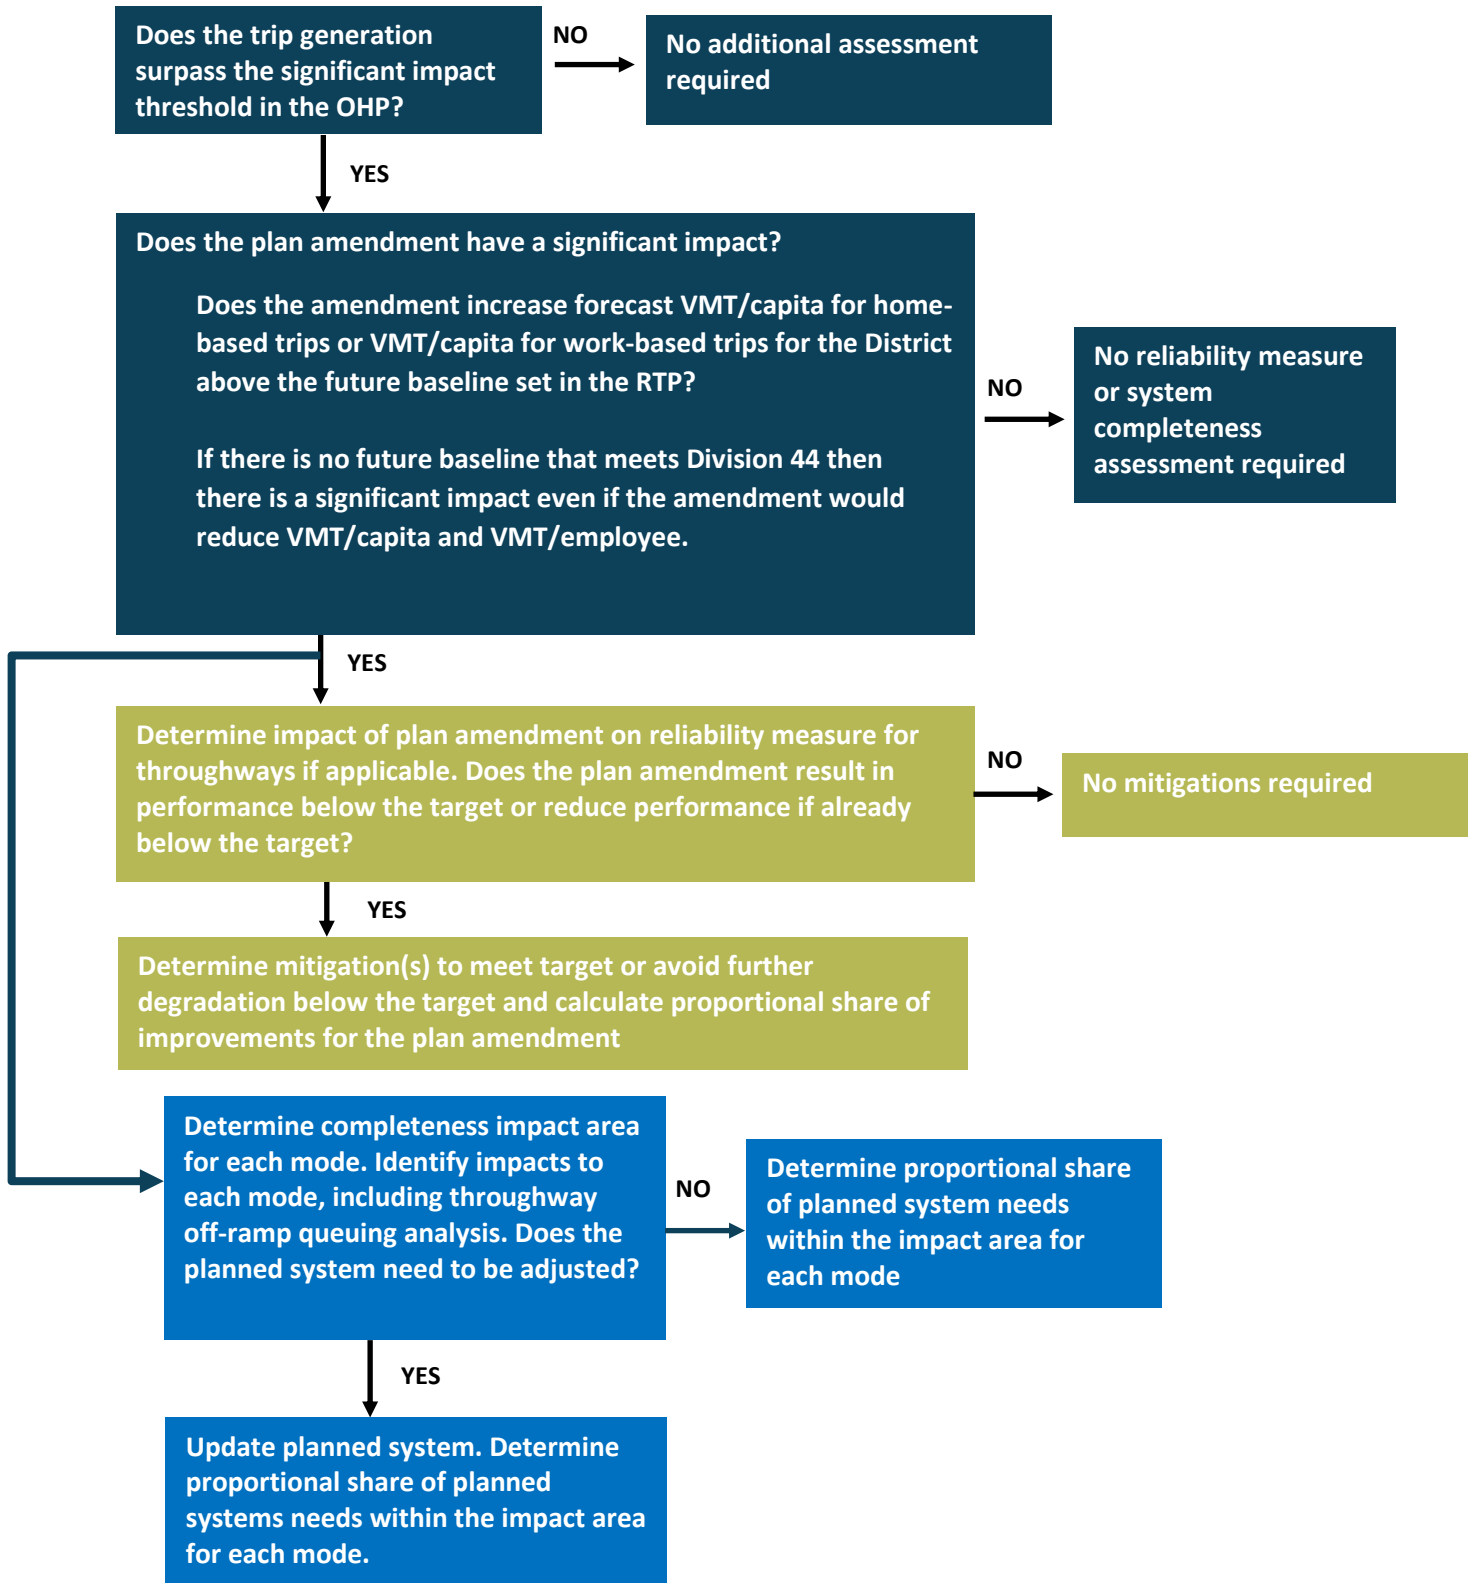 Does the trip generation
surpass the significant impact
threshold in the OHP?
NO
No additional assessment
required
YES
Does the plan amendment have a significant impact?
Does the amendment increase forecast VMT/capita for home-
based trips or VMT/capita for work-based trips for the District
above the future baseline set in the RTP?
If there is no future baseline that meets Division 44 then
there is a significant impact even if the amendment would
reduce VMT/capita and VMT/employee.
NO
No reliability measure
or system
completeness
assessment required
YES
Determine impact of plan amendment on reliability measure for
throughways if applicable. Does the plan amendment result in
performance below the target or reduce performance if already
below the target?
NO
No mitigations required
YES
Determine mitigation(s) to meet target or avoid further
degradation below the target and calculate proportional share of
improvements for the plan amendment
Determine completeness impact area
for each mode. Identify impacts to
each mode, including throughway
off-ramp queuing analysis. Does the
planned system need to be adjusted?
NO
Determine proportional share
of planned system needs
within the impact area for
each mode
YES
Update planned system. Determine
proportional share of planned
systems needs within the impact area
for each mode.